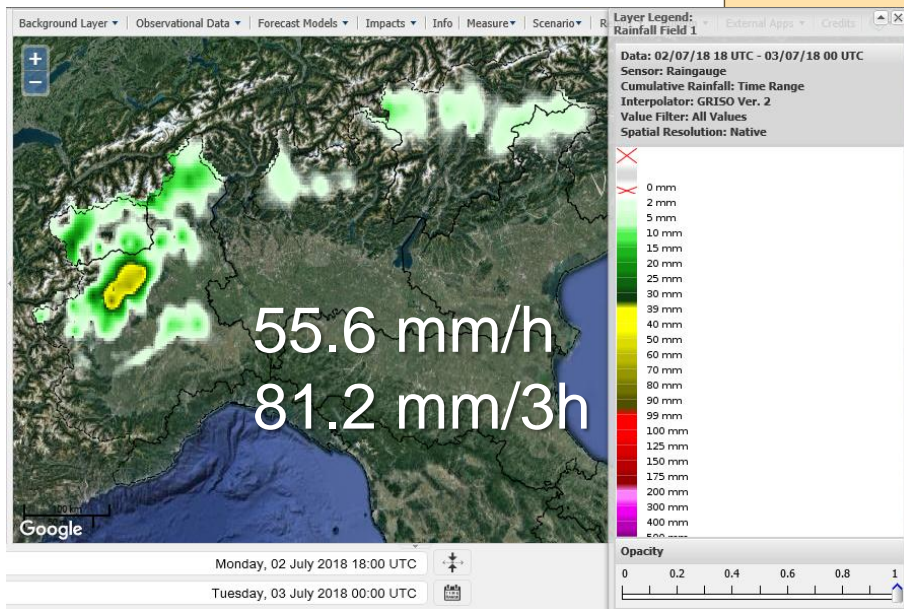 Background Layer ▾ | Observational Data ▾ | Forecast Models ▾ | Impacts ▾ | Info | Measure▾ | Scenario▾ | R
External Apps ▾ | Credits
Layer Legend:
Rainfall Field 1
Data: 02/07/18 18 UTC - 03/07/18 00 UTC
Sensor: Raingauge
Cumulative Rainfall: Time Range
Interpolator: GRISO Ver. 2
Value Filter: All Values
Spatial Resolution: Native
0 mm
2 mm
5 mm
10 mm
15 mm
20 mm
25 mm
30 mm
39 mm
40 mm
50 mm
60 mm
70 mm
80 mm
90 mm
99 mm
100 mm
125 mm
150 mm
175 mm
200 mm
300 mm
400 mm
500 mm
55.6 mm/h
81.2 mm/3h
100 km
Google
Monday, 02 July 2018 18:00 UTC
Tuesday, 03 July 2018 00:00 UTC
Opacity
0 0.2 0.4 0.6 0.8 1